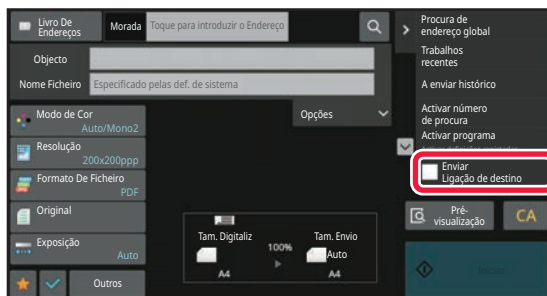 Livro De
Endereços
Morada
Toque para introduzir o Endereço
Objecto
Nome Ficheiro
Especificado pelas def. de sistema
Modo de Cor
Auto/Mono2
Resolução
200x200ppp
Formato De Ficheiro
PDF
Original
Exposição
Auto
Outros
Opções
Tam. Digitaliz
100%
Tam. Envio
Auto
A4
A4
Procura de
endereço global
Trabalhos
recentes
A enviar histórico
Activar número
de procura
Activar programa
Enviar
Ligação de destino
Pré-
visualização
CA